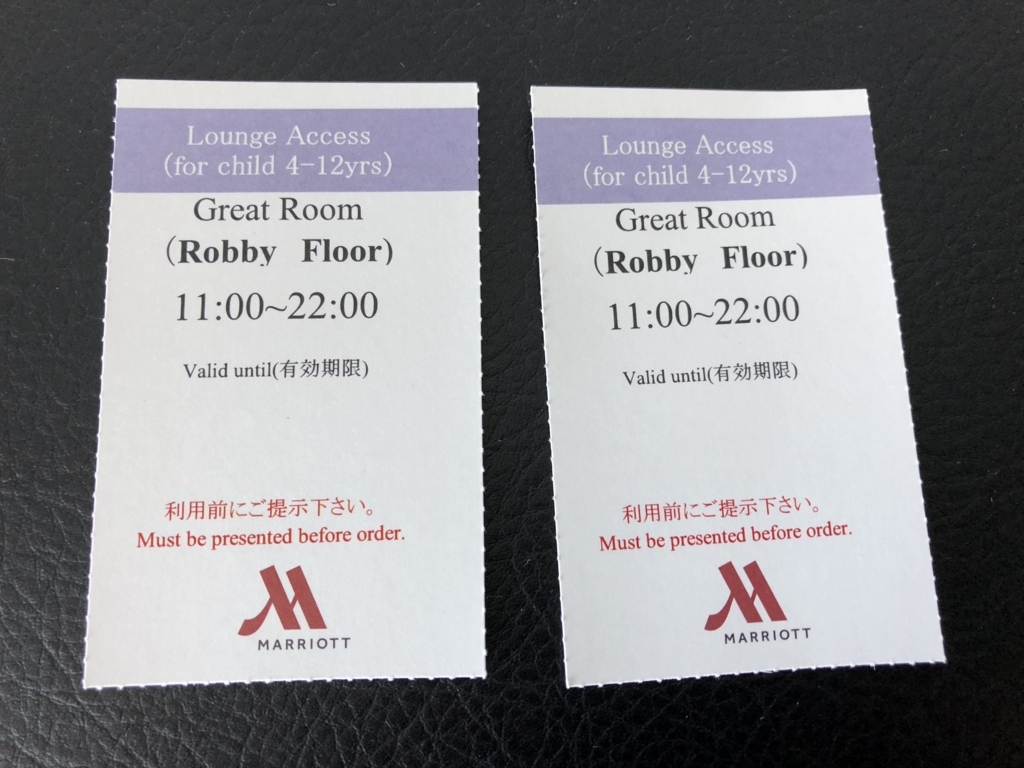 Lounge Access
(for child 4-12yrs)
Great Room
(Robby Floor)
11:00~22:00
Valid until(有効期限)
利用前にご提示下さい。
Must be presented before order.
MARRIOTT
Lounge Access
(for child 4-12yrs)
Great Room
(Robby Floor)
11:00~22:00
Valid until(有効期限)
利用前にご提示下さい。
Must be presented before order.
MARRIOTT